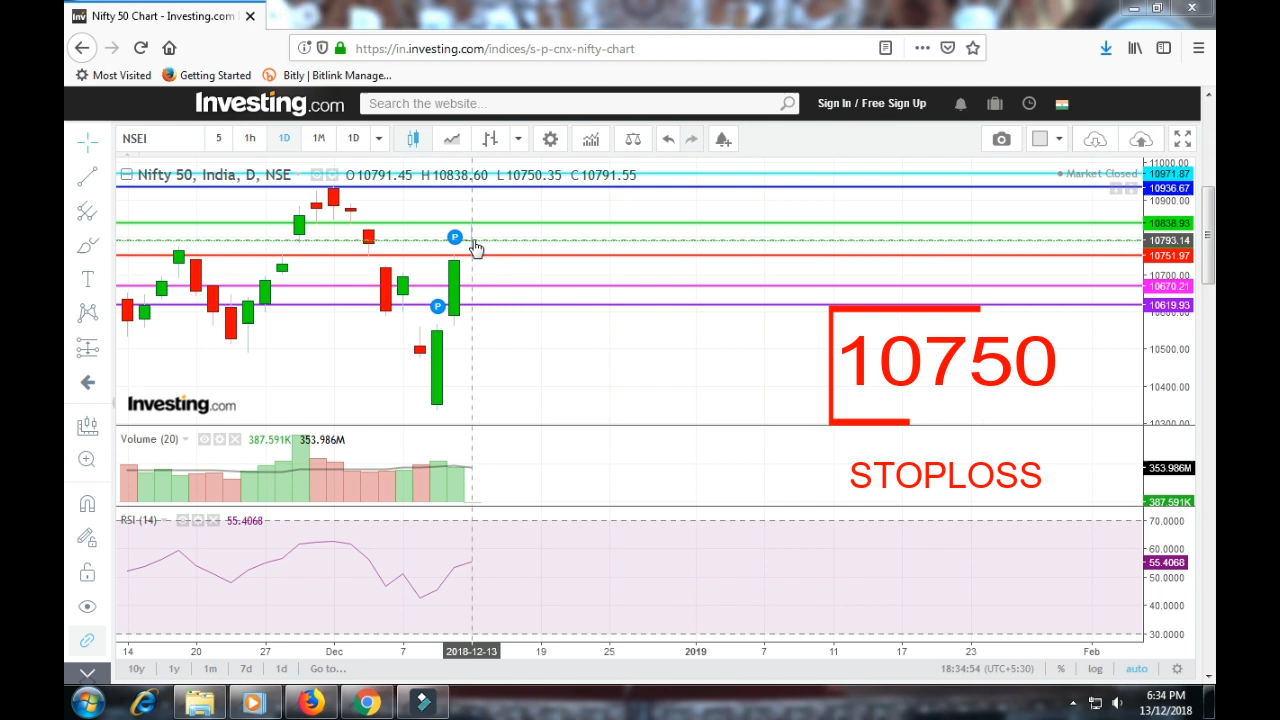 Nifty 50 Chart - Investing.com
https://in.investing.com/indices/s-p-cnx-nifty-chart
Most Visited Getting Started Bitly | Bitlink Manage...
Investing.com Search the website... Sign In / Free Sign Up
NSEI 5 1h 1D 1M 1D
Nifty 50, India, D, NSE O10791.45 H10838.60 L10750.35 C10791.55
Market Closed
11000.00
10971.87
10936.67
10900.00
10838.93
P
10793.14
10751.97
10700.00
10670.21
P
10619.93
10600.00
10750
10500.00
10400.00
Investing.com
10300.00
Volume (20) 387.591K 353.986M
STOPLOSS
353.986M
387.591K
RSI (14) 55.4068
70.0000
60.0000
55.4068
50.0000
40.0000
30.0000
14 20 27 Dec 7 2018-12-13 19 25 2019 7 11 17 23 Feb
10y 1y 1m 7d 1d Go to... 18:34:54 (UTC+5:30) % log auto
6:34 PM
13/12/2018